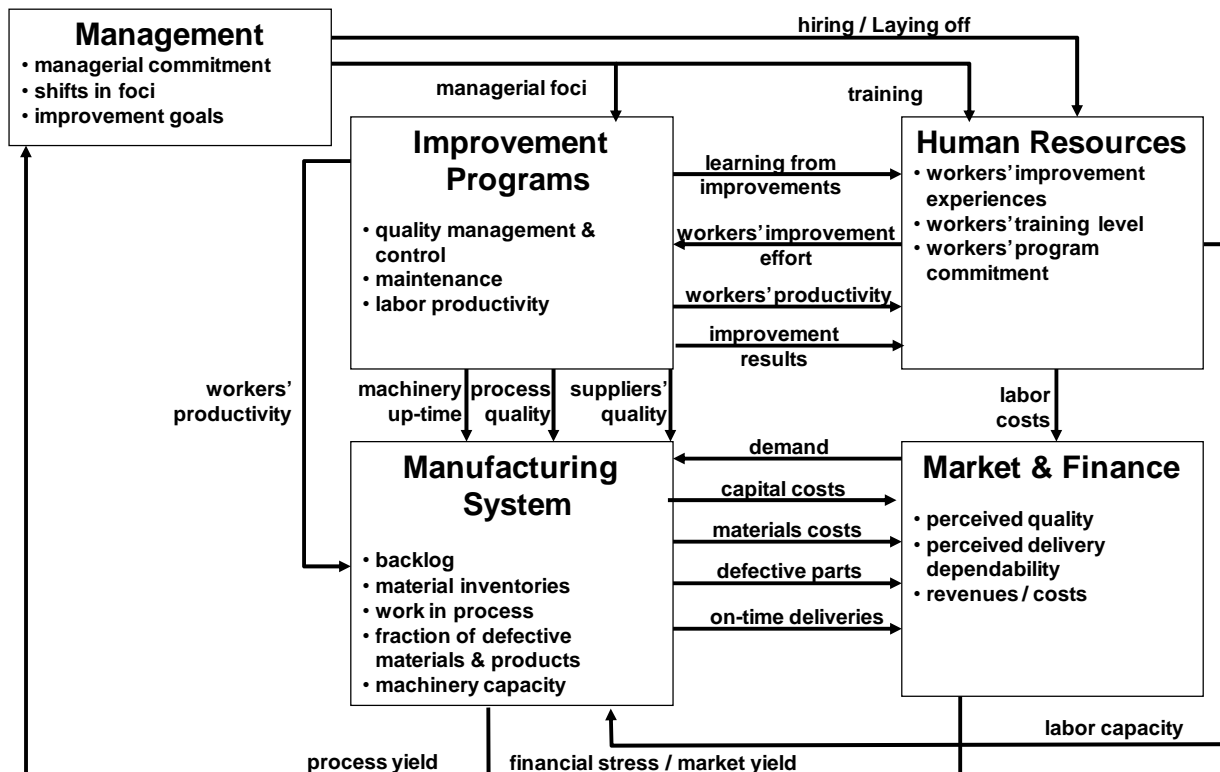 hiring / Laying off
Management
• managerial commitment
• shifts in foci
• improvement goals
managerial foci
training
Improvement
Programs
• quality management &
control
• maintenance
• labor productivity
learning from
improvements
workers' improvement
effort
workers' productivity
improvement
results
Human Resources
• workers' improvement
experiences
• workers' training level
• workers' program
commitment
workers'
productivity
machinery
up-time
process
quality
suppliers'
quality
labor
costs
Manufacturing
System
• backlog
• material inventories
• work in process
• fraction of defective
materials & products
• machinery capacity
demand
capital costs
materials costs
defective parts
on-time deliveries
Market & Finance
• perceived quality
• perceived delivery
dependability
• revenues / costs
labor capacity
process yield
financial stress / market yield